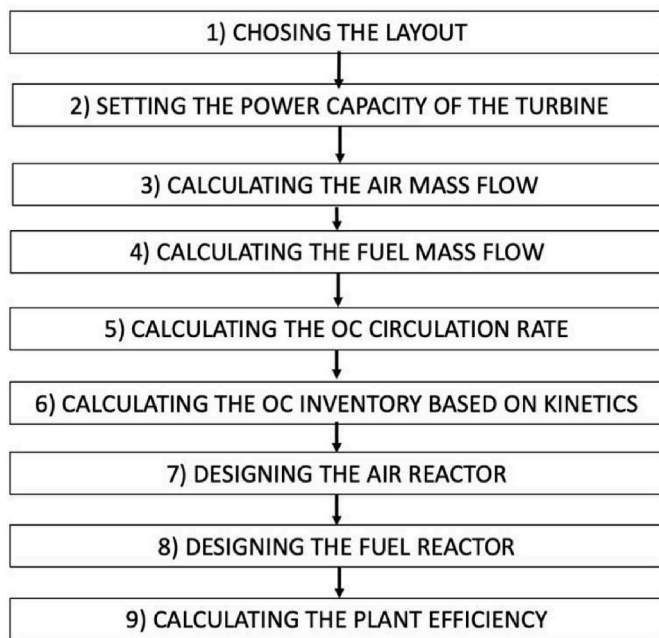 1) CHOSING THE LAYOUT
2) SETTING THE POWER CAPACITY OF THE TURBINE
3) CALCULATING THE AIR MASS FLOW
4) CALCULATING THE FUEL MASS FLOW
5) CALCULATING THE OC CIRCULATION RATE
6) CALCULATING THE OC INVENTORY BASED ON KINETICS
7) DESIGNING THE AIR REACTOR
8) DESIGNING THE FUEL REACTOR
9) CALCULATING THE PLANT EFFICIENCY